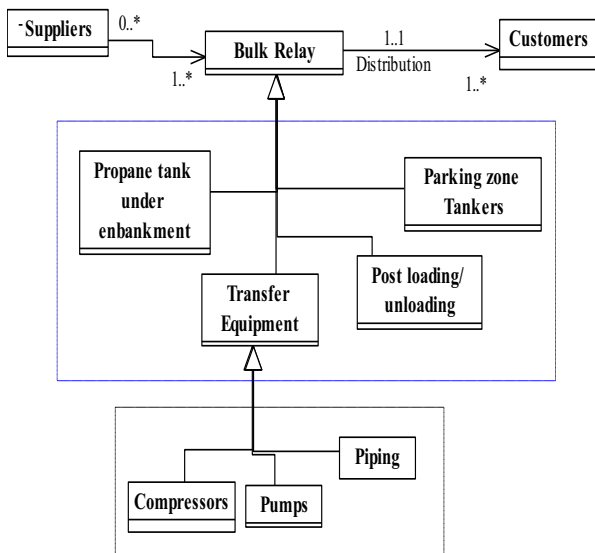 -Suppliers
0..*
1..*
Bulk Relay
1..1
Distribution
1..*
Customers
Propane tank
under
enbankment
Parking zone
Tankers
Transfer
Equipment
Post loading/
unloading
Compressors
Pumps
Piping